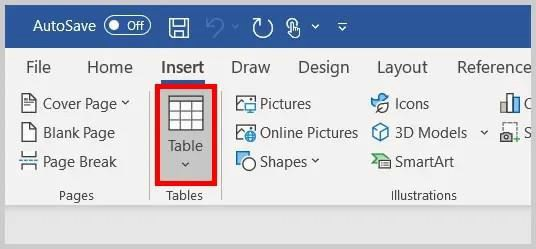 AutoSave Off
File Home Insert Draw Design Layout Reference
Cover Page
Blank Page
Page Break
Pages
Table
Tables
Pictures
Online Pictures
Shapes
Icons
3D Models
SmartArt
Illustrations